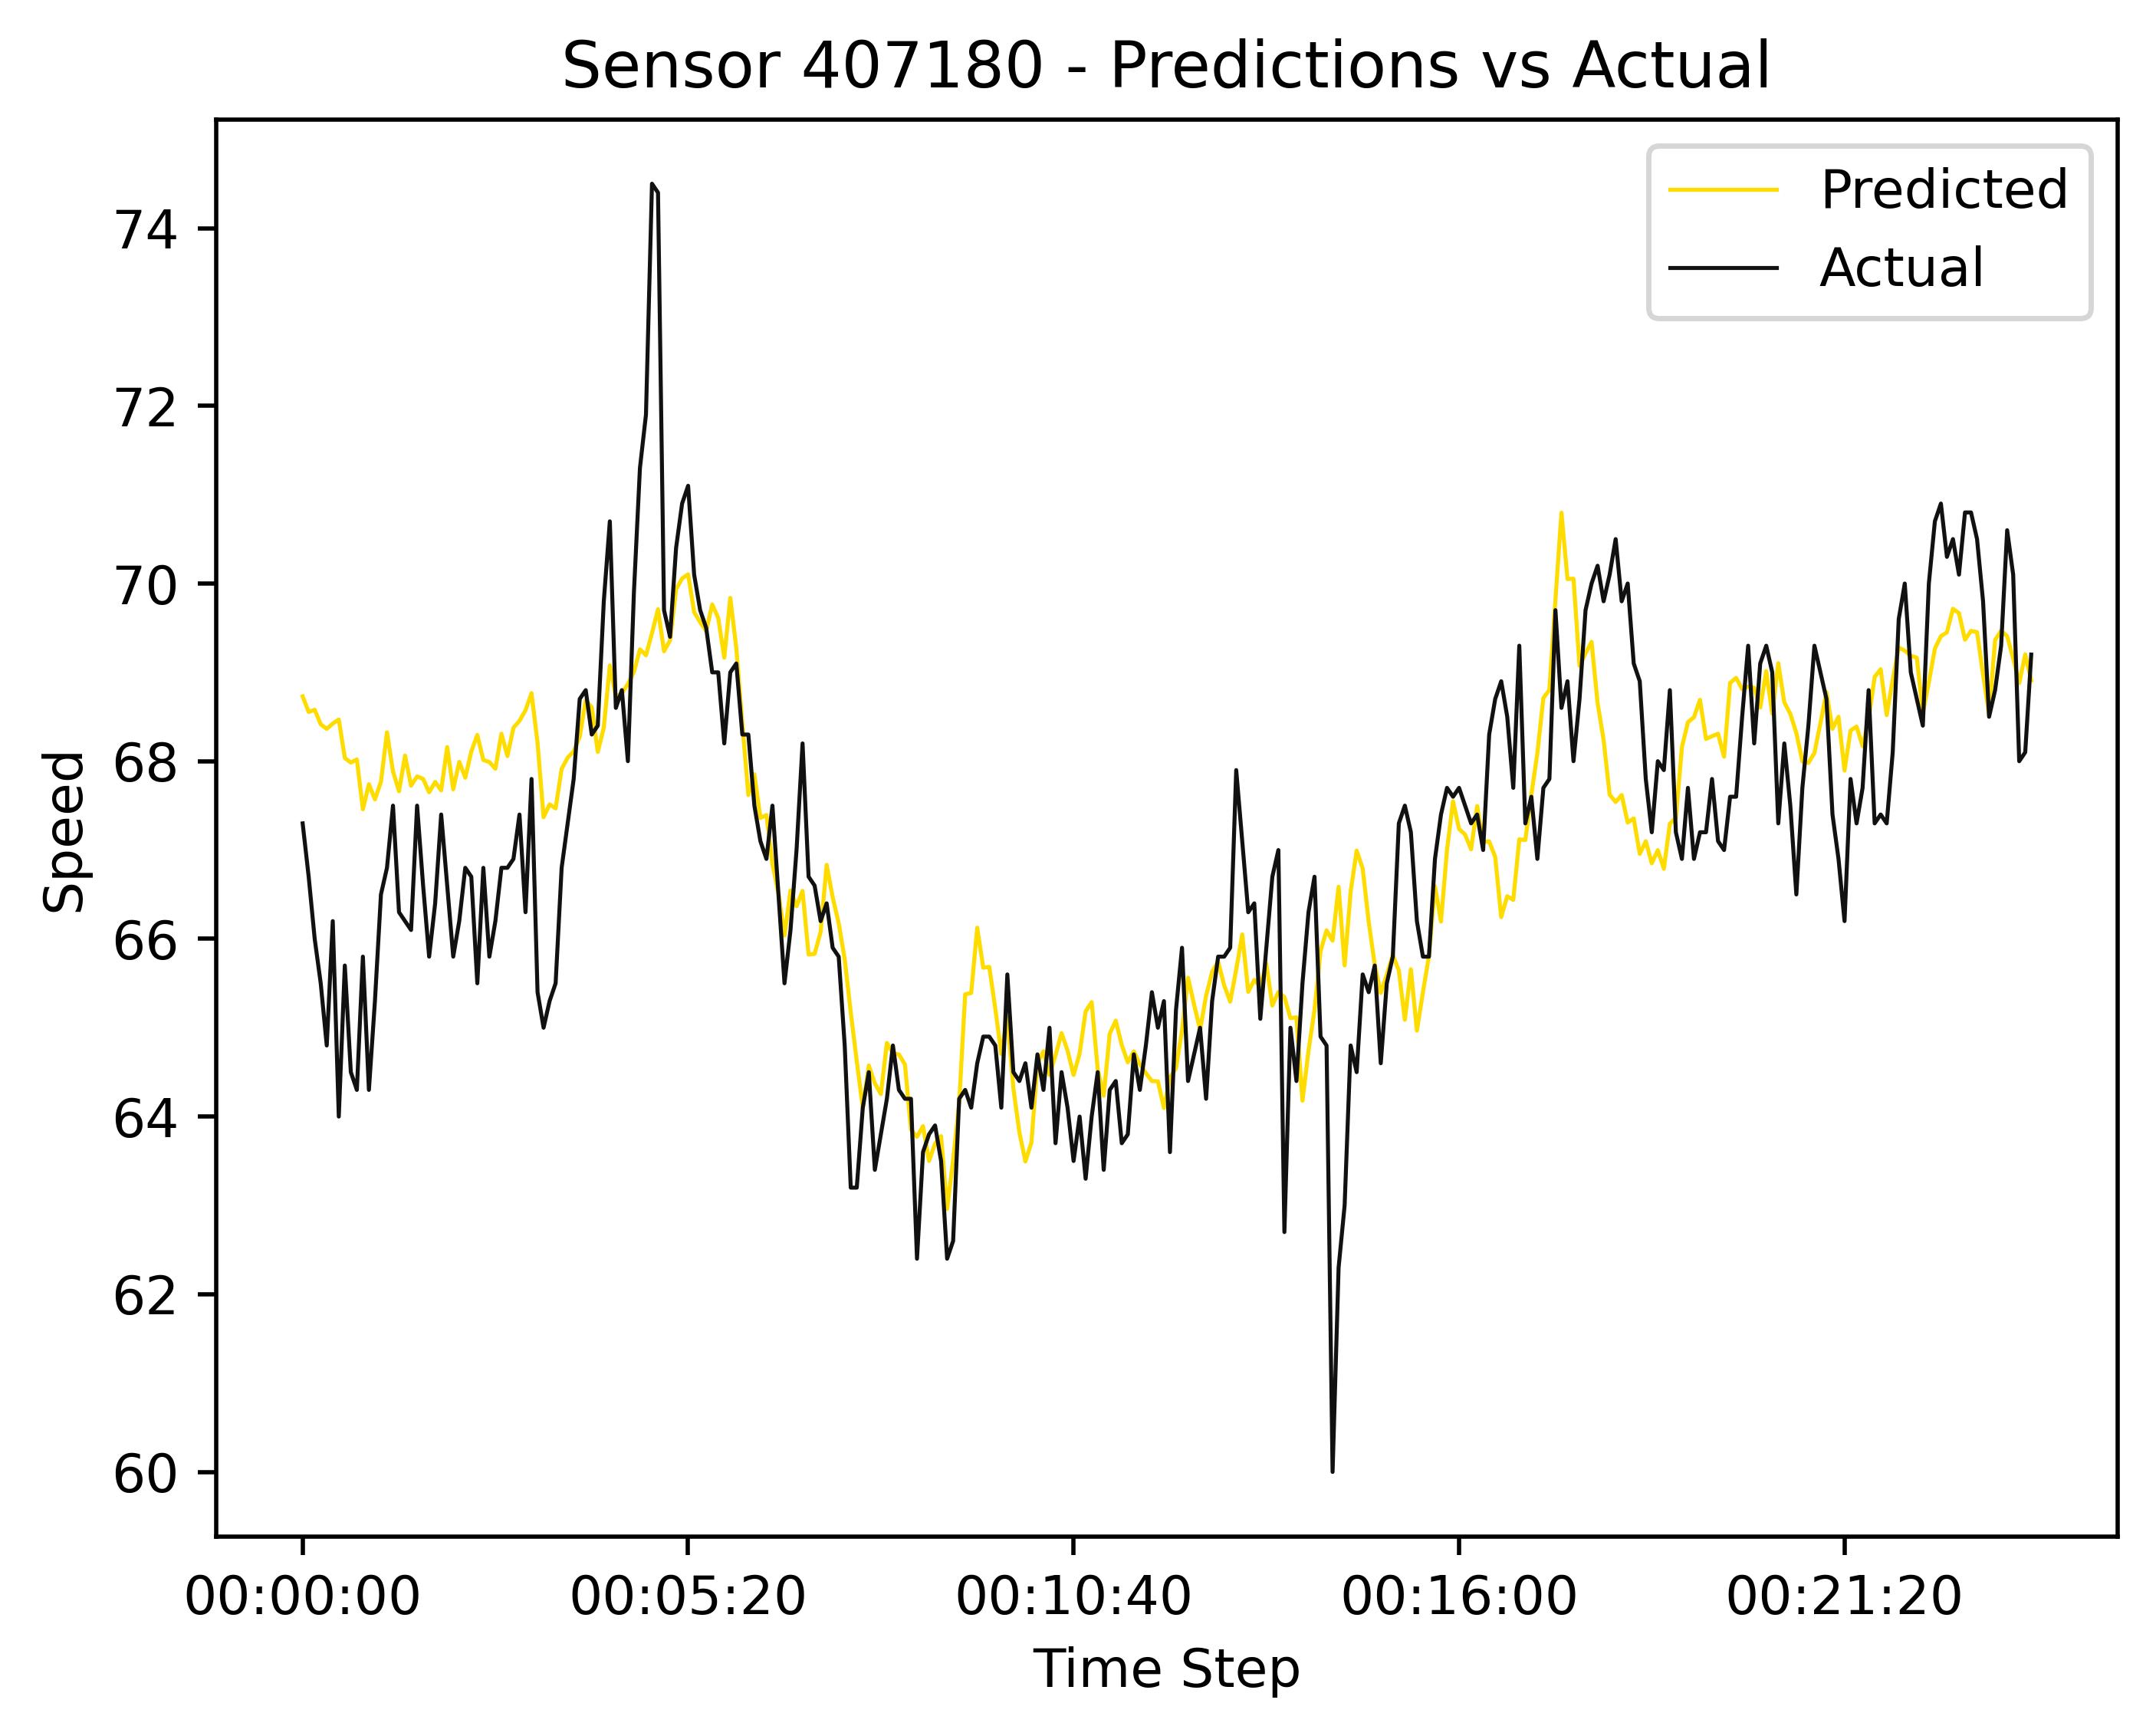 Sensor 407180 - Predictions vs Actual
Predicted
Actual
74
72
70
68
66
64
62
60
Speed
00:00:00 00:05:20 00:10:40 00:16:00 00:21:20
Time Step